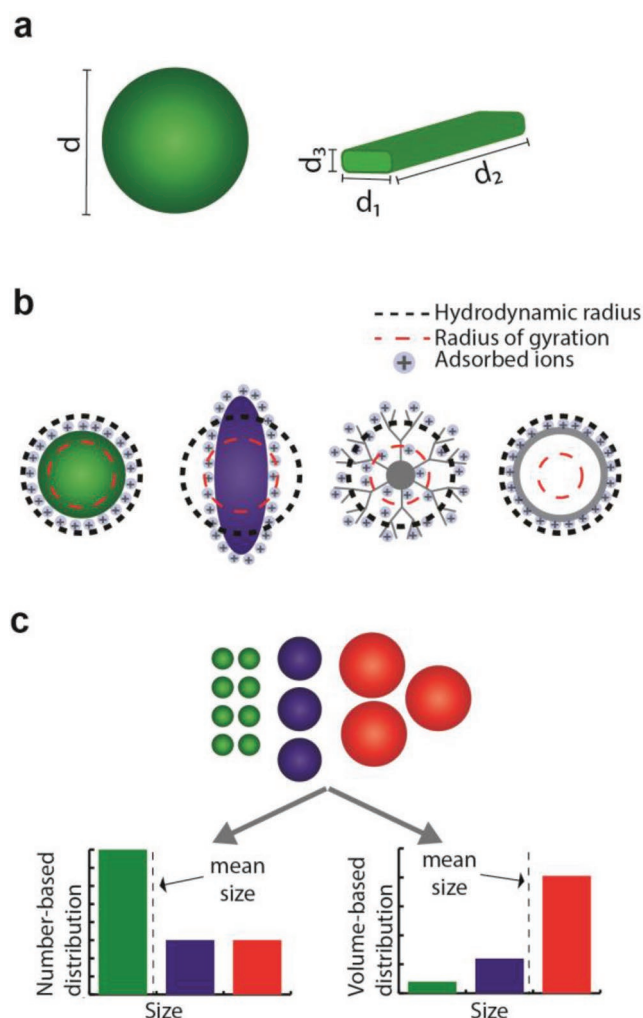 a
d
d₃
d₁
d₂
b
Hydrodynamic radius
Radius of gyration
Adsorbed ions
c
Number-based
distribution
mean
size
Size
Volume-based
distribution
mean
size
Size